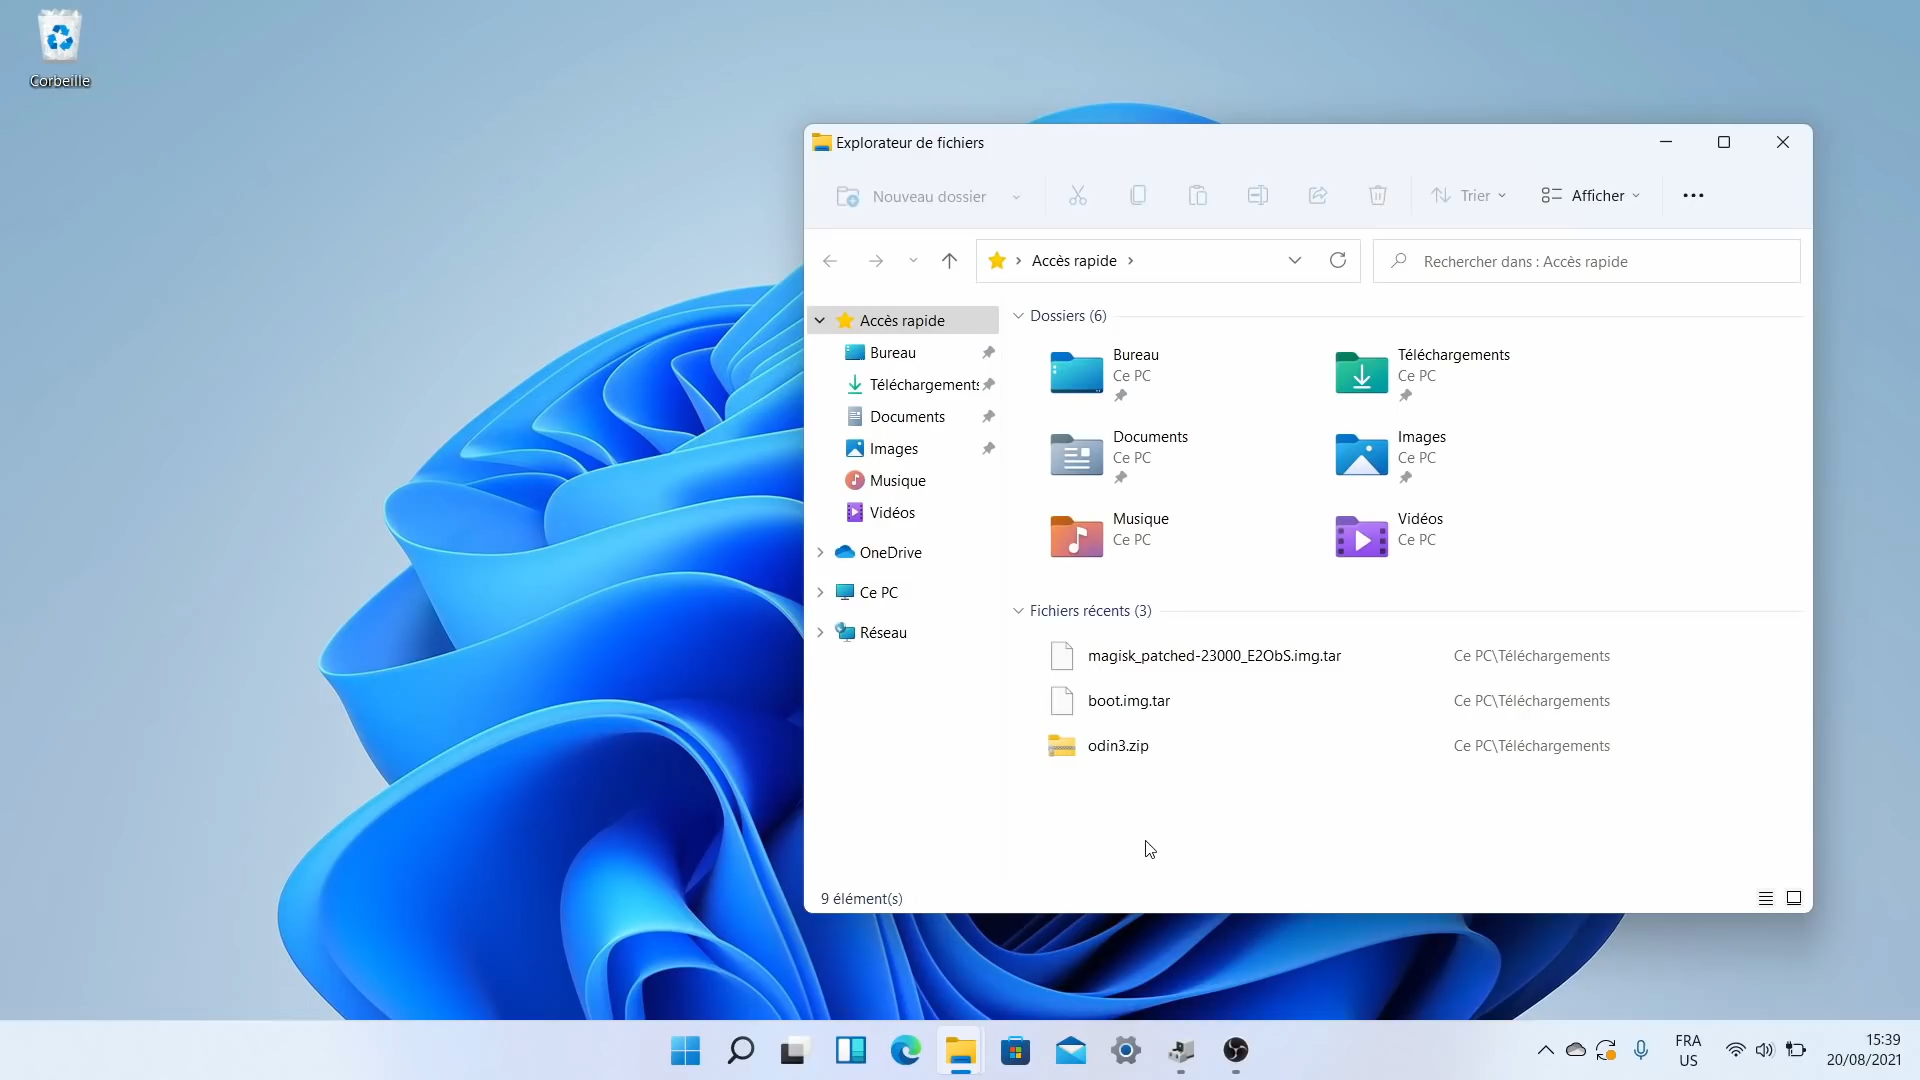 Corbeille
Explorateur de fichiers
Nouveau dossier
Trier
Afficher
Accès rapide
Rechercher dans : Accès rapide
Accès rapide
Bureau
Téléchargements
Documents
Images
Musique
Vidéos
OneDrive
Ce PC
Réseau
Dossiers (6)
Bureau
Ce PC
Téléchargements
Ce PC
Documents
Ce PC
Images
Ce PC
Musique
Ce PC
Vidéos
Ce PC
Fichiers récents (3)
magisk_patched-23000_E2ObS.img.tar
Ce PC\Téléchargements
boot.img.tar
Ce PC\Téléchargements
odin3.zip
Ce PC\Téléchargements
9 élément(s)
FRA
US
15:39
20/08/2021